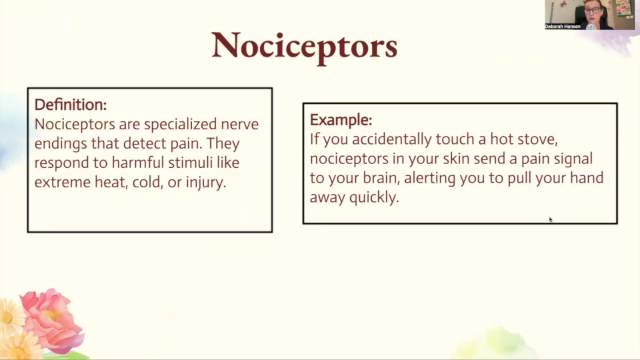 Nociceptors
Definition:
Nociceptors are specialized nerve
endings that detect pain. They
respond to harmful stimuli like
extreme heat, cold, or injury.
Example:
If you accidentally touch a hot stove,
nociceptors in your skin send a pain signal
to your brain, alerting you to pull your hand
away quickly.
Deborah Hansen